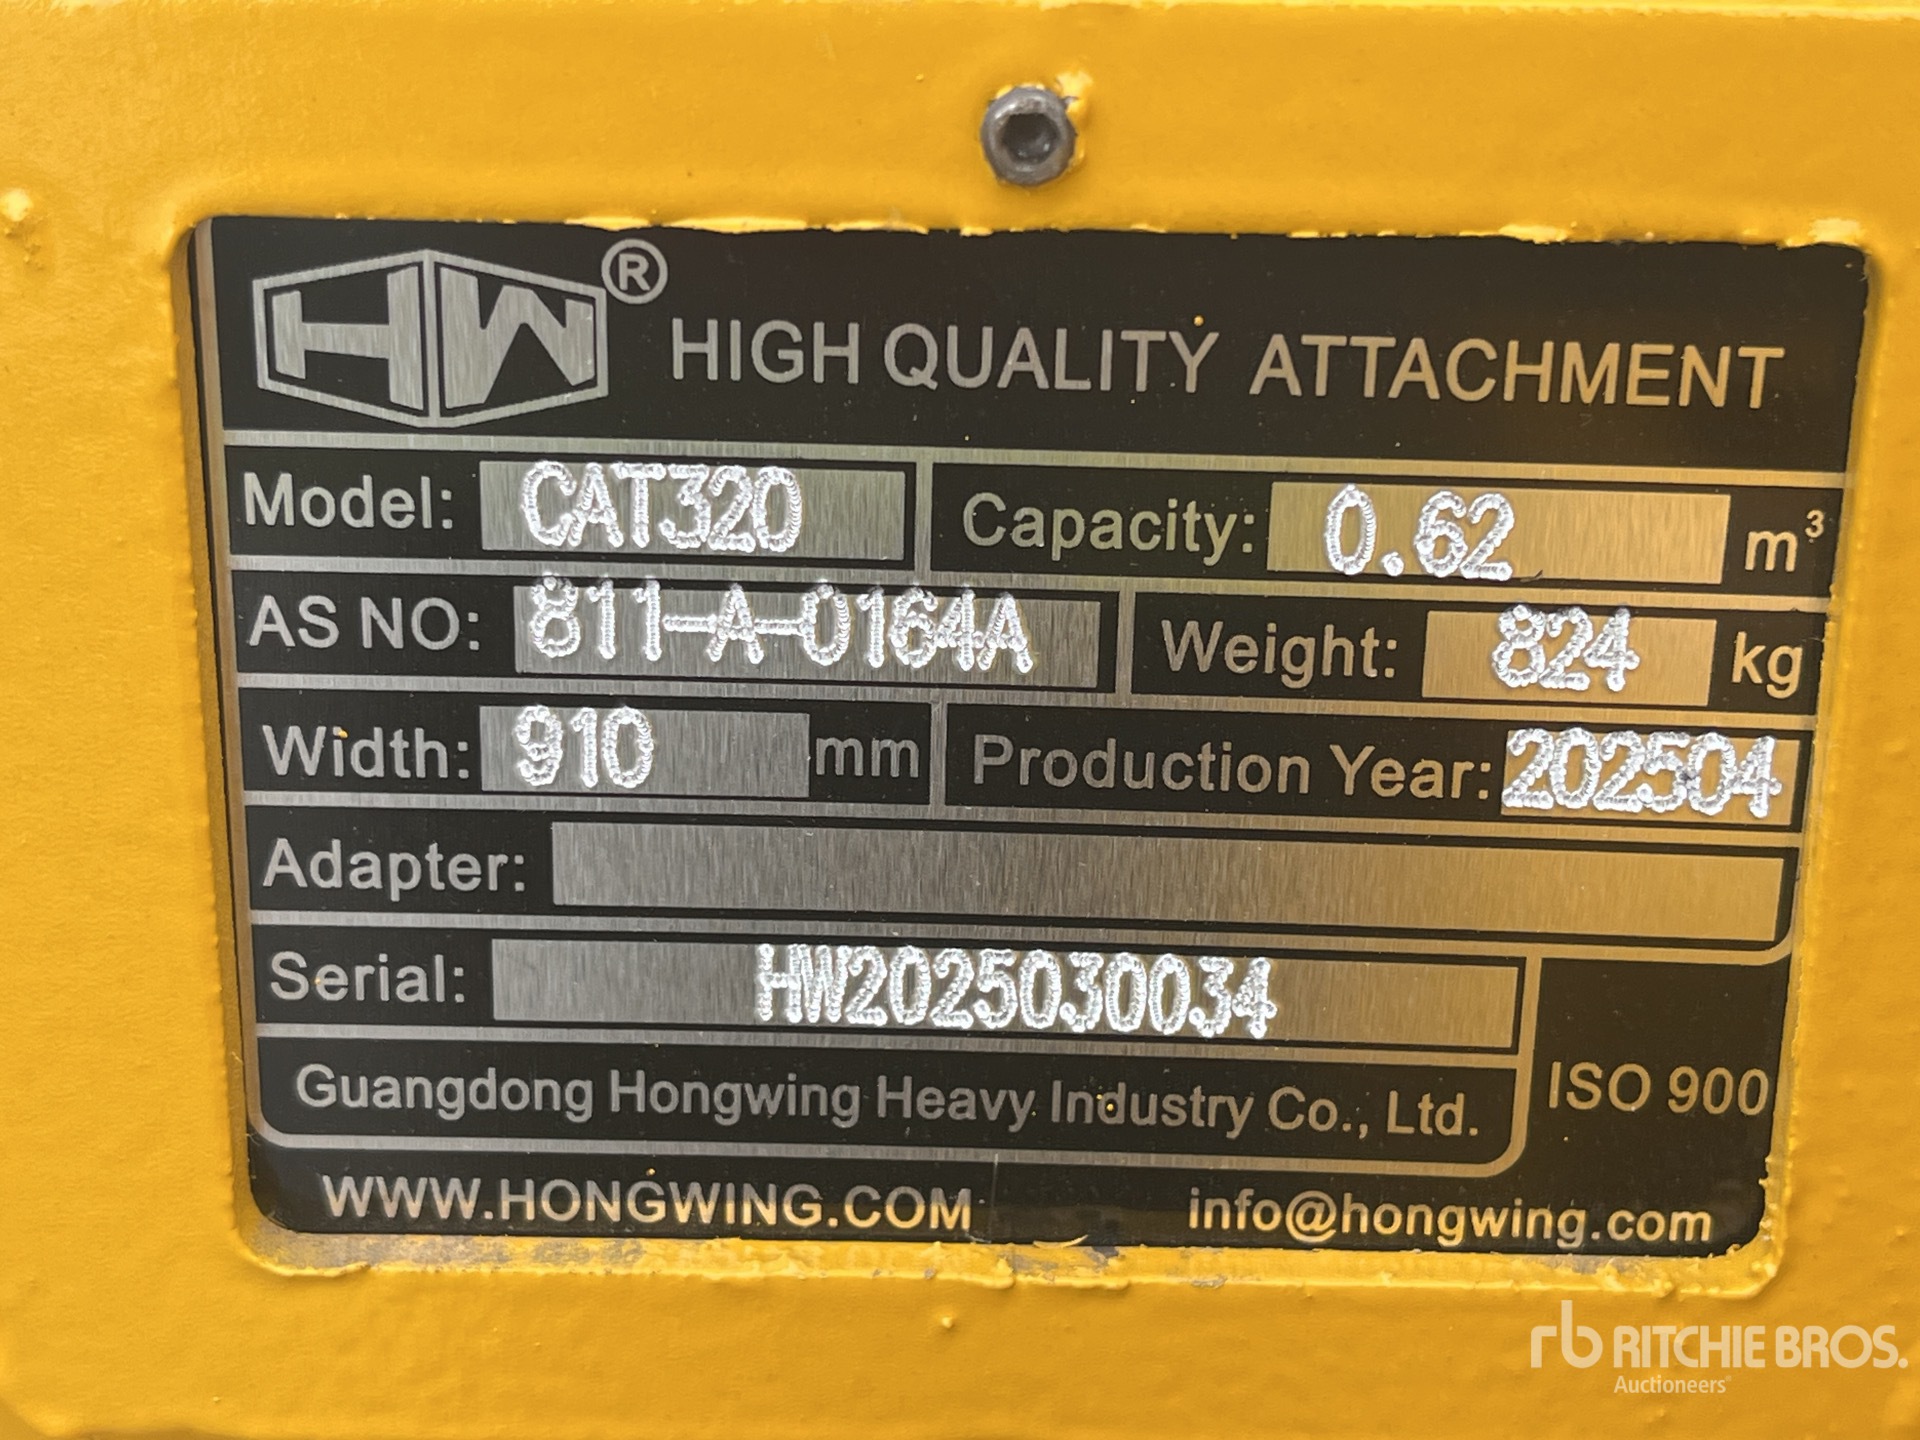 HW®
HIGH QUALITY ATTACHMENT
Model: CAT320 Capacity: 0.62 m³
AS NO: 811-A-0164A Weight: 824 kg
Width: 910 mm Production Year: 202504
Adapter:
Serial: HW2025030034
Guangdong Hongwing Heavy Industry Co., Ltd.
ISO 900
WWW.HONGWING.COM info@hongwing.com
rb RITCHIE BROS.
Auctioneers